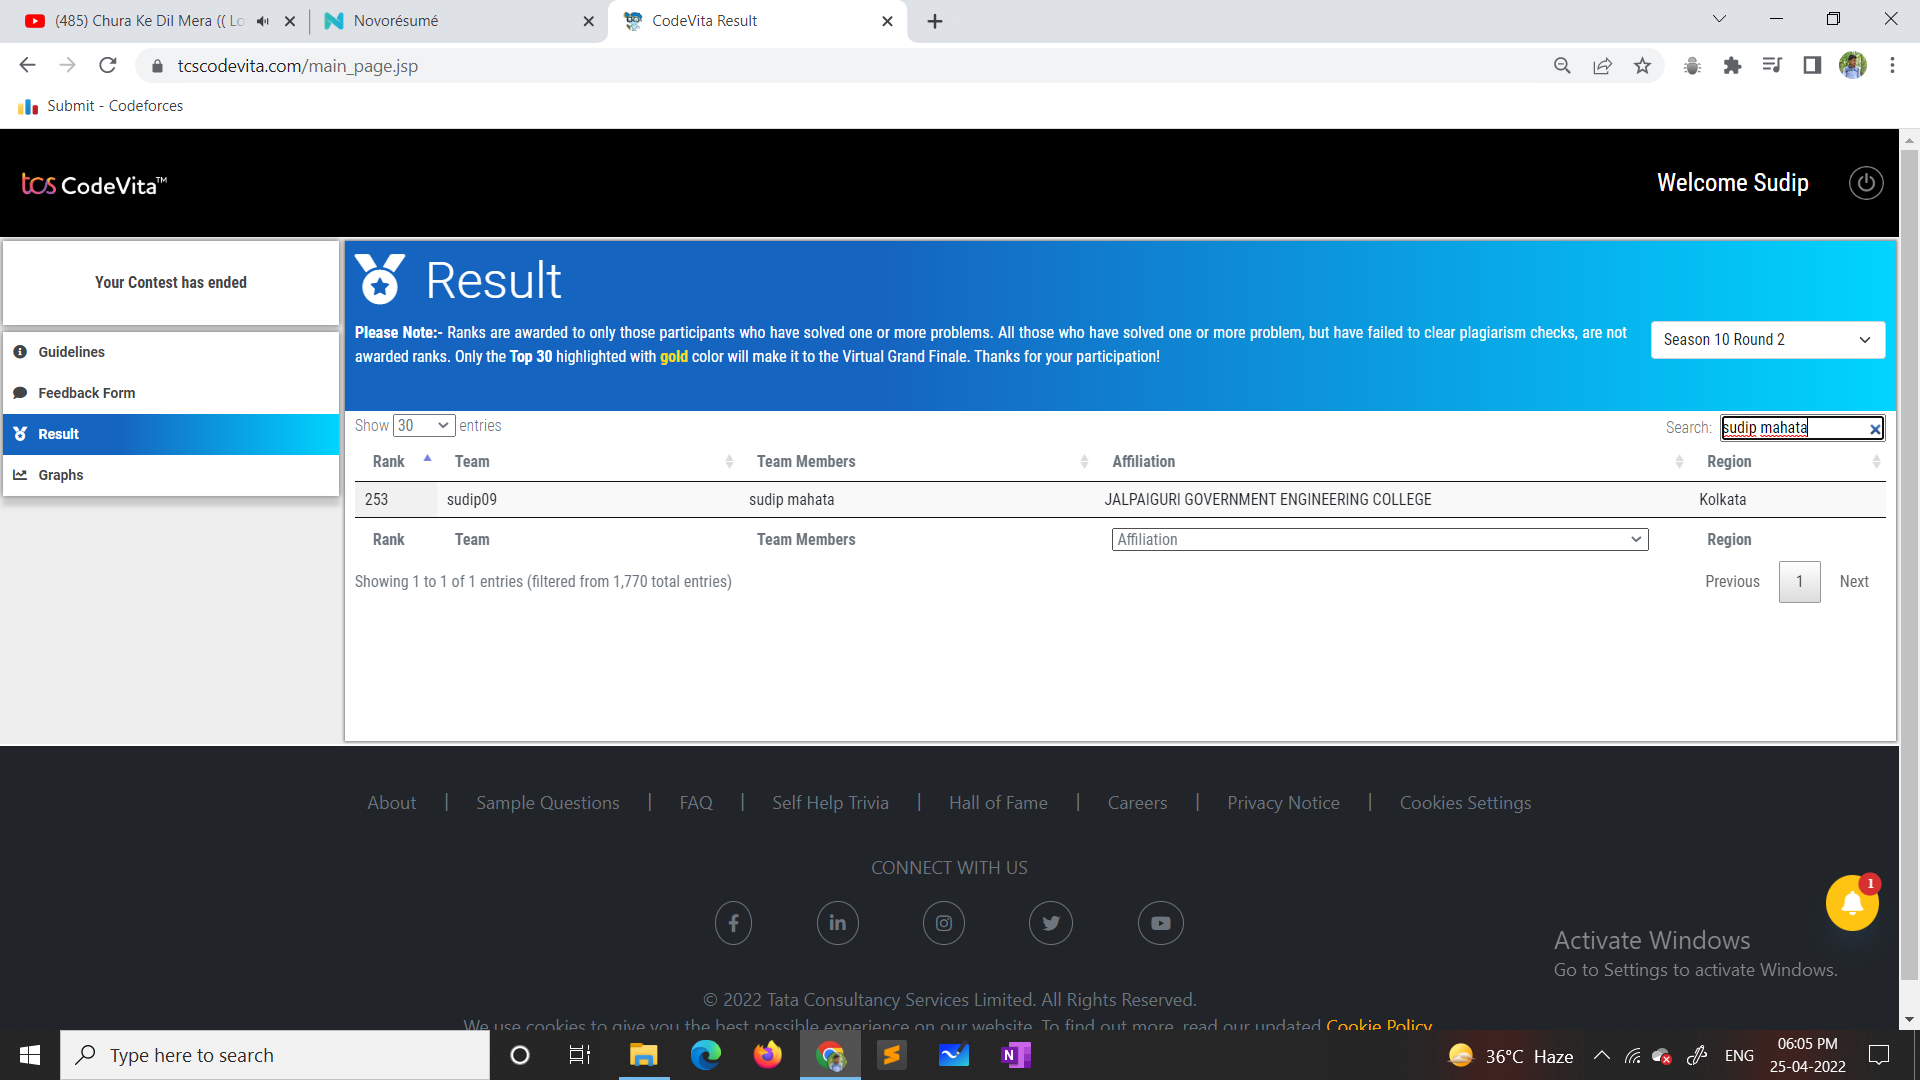 (485) Chura Ke Dil Mera (( Lo
Novorésumé
CodeVita Result
tcscodevita.com/main_page.jsp
Submit - Codeforces
tcs CodeVita™
Welcome Sudip
Your Contest has ended
Guidelines
Feedback Form
Result
Graphs
Result
Please Note:- Ranks are awarded to only those participants who have solved one or more problems. All those who have solved one or more problem, but have failed to clear plagiarism checks, are not
awarded ranks. Only the Top 30 highlighted with gold color will make it to the Virtual Grand Finale. Thanks for your participation!
Season 10 Round 2
Show 30 entries
Search: sudip mahata
Rank Team Team Members Affiliation Region
253 sudip09 sudip mahata JALPAIGURI GOVERNMENT ENGINEERING COLLEGE Kolkata
Rank Team Team Members Affiliation Region
Showing 1 to 1 of 1 entries (filtered from 1,770 total entries)
Previous 1 Next
About | Sample Questions | FAQ | Self Help Trivia | Hall of Fame | Careers | Privacy Notice | Cookies Settings
CONNECT WITH US
1
Activate Windows
Go to Settings to activate Windows.
© 2022 Tata Consultancy Services Limited. All Rights Reserved.
We use cookies to give you the best possible experience on our website. To find out more, read our updated Cookie Policy
Type here to search
36°C Haze
ENG
06:05 PM
25-04-2022